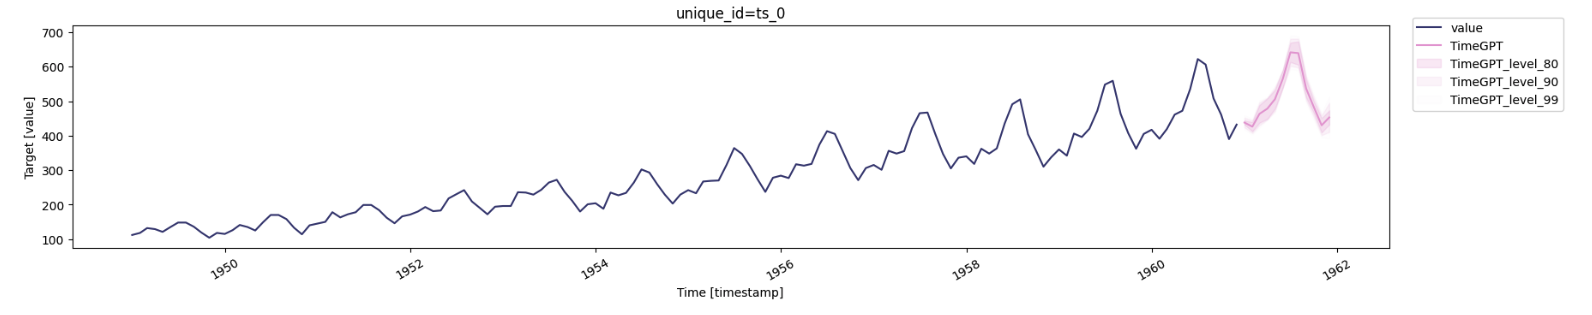 unique_id=ts_0
700
600
500
400
300
200
100
Target [value]
1950
1952
1954
1956
1958
1960
1962
Time [timestamp]
value
TimeGPT
TimeGPT_level_80
TimeGPT_level_90
TimeGPT_level_99